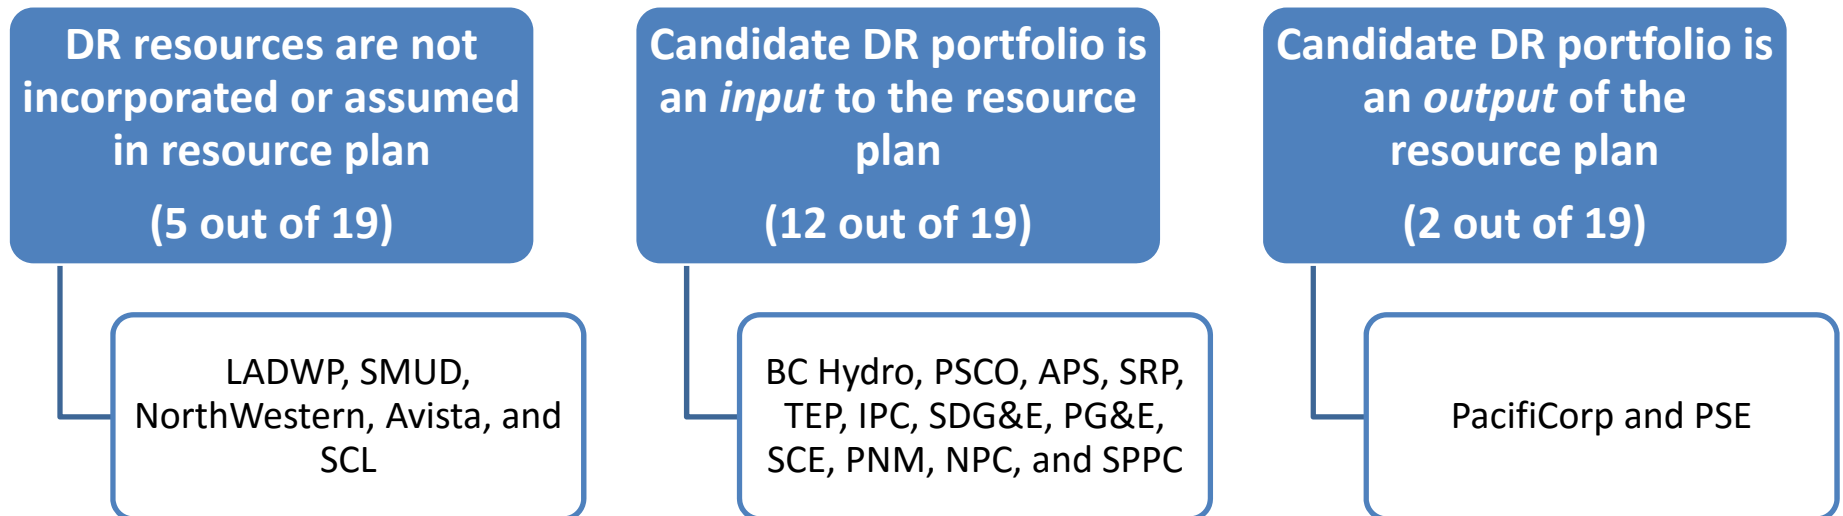 DR resources are not
incorporated or assumed
in resource plan
(5 out of 19)
LADWP, SMUD,
NorthWestern, Avista, and
SCL
Candidate DR portfolio is
an input to the resource
plan
(12 out of 19)
BC Hydro, PSCO, APS, SRP,
TEP, IPC, SDG&E, PG&E,
SCE, PNM, NPC, and SPPC
Candidate DR portfolio is
an output of the
resource plan
(2 out of 19)
PacifiCorp and PSE